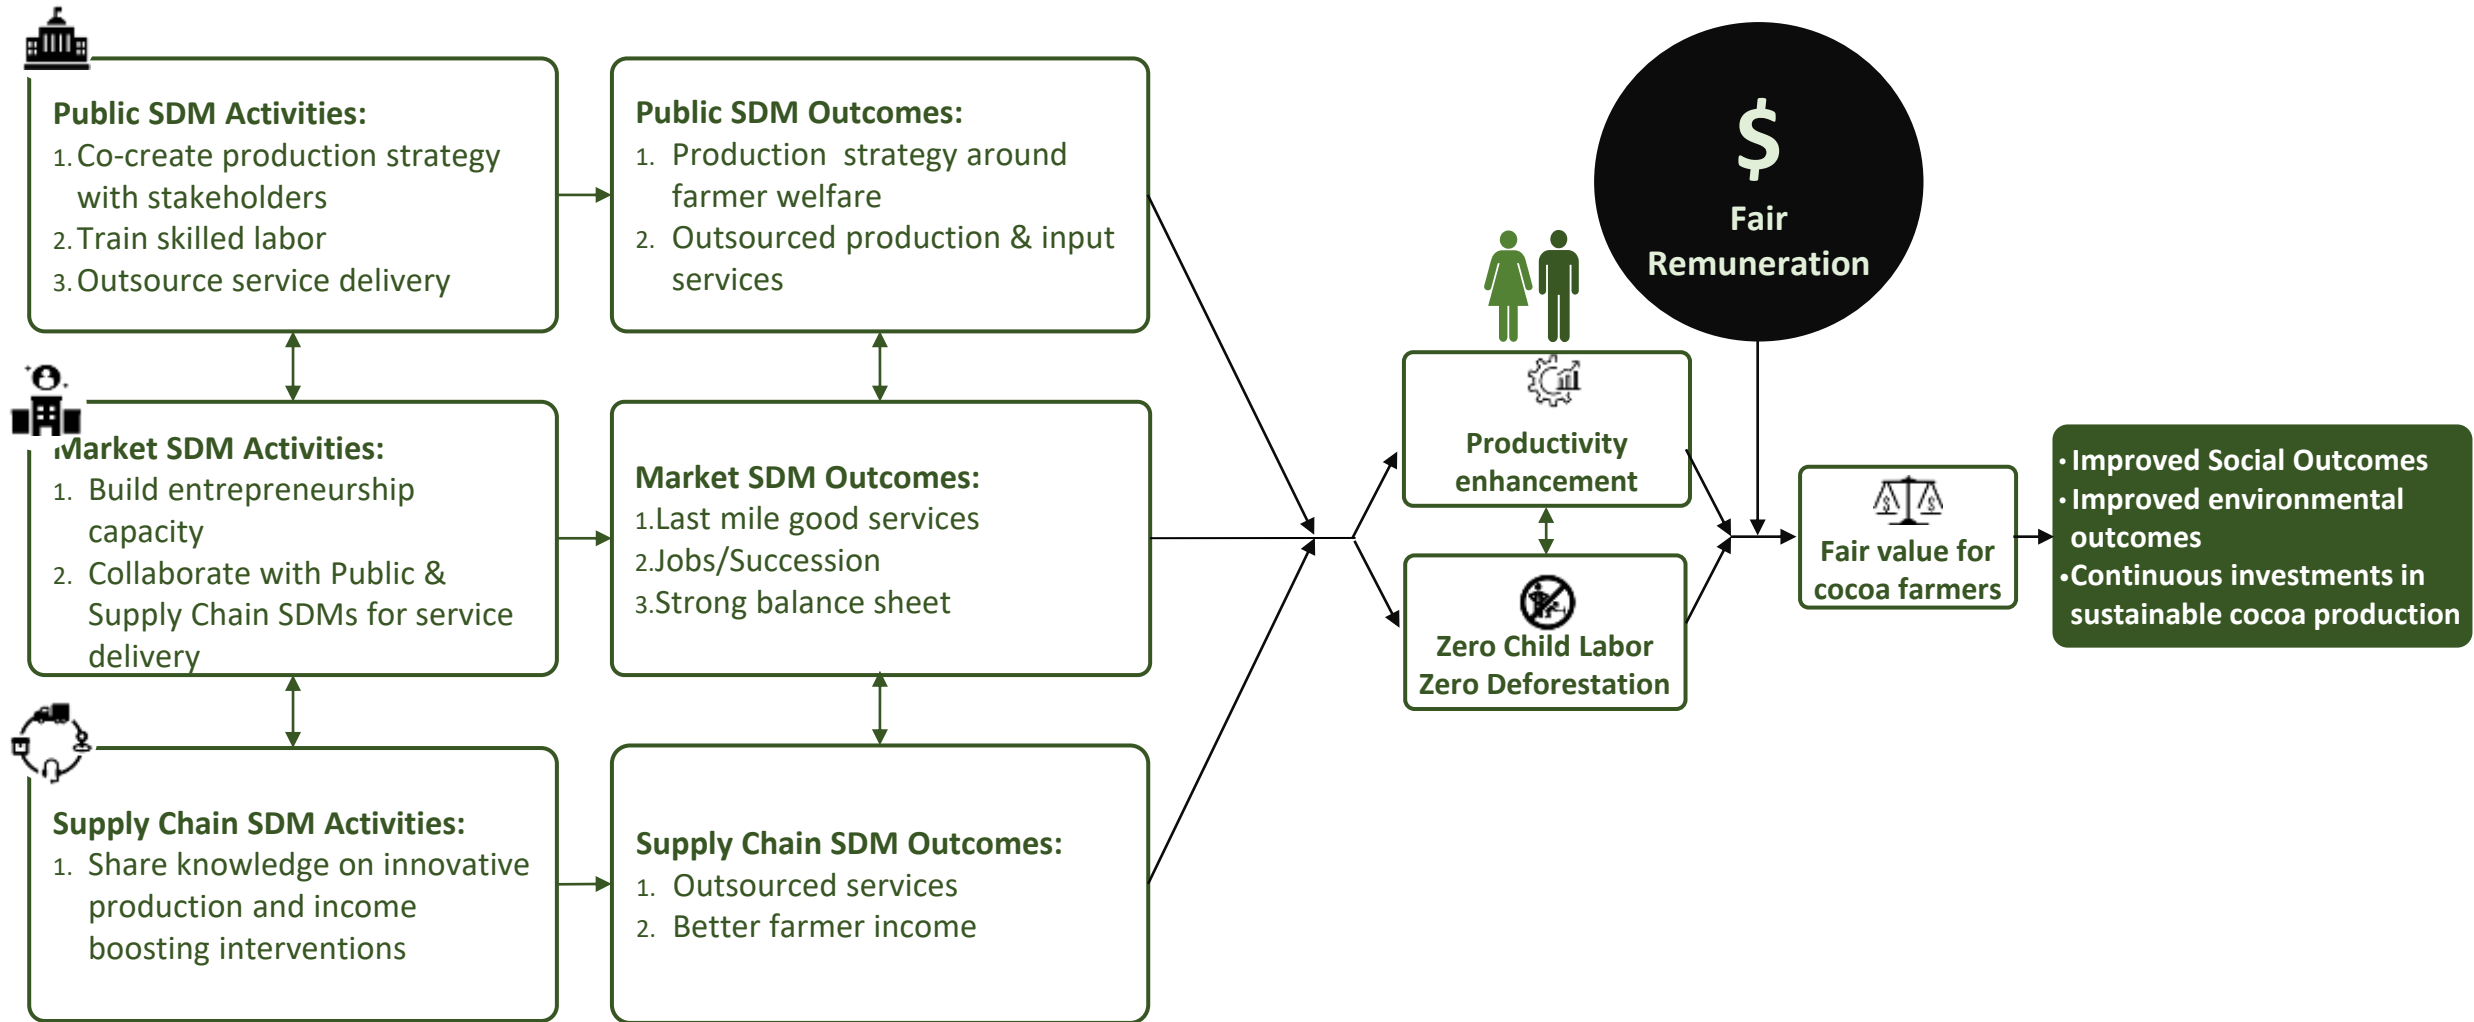 Public SDM Activities:
1. Co-create production strategy
with stakeholders
2. Train skilled labor
3. Outsource service delivery
Public SDM Outcomes:
1. Production strategy around
farmer welfare
2. Outsourced production & input
services
Market SDM Activities:
1. Build entrepreneurship
capacity
2. Collaborate with Public &
Supply Chain SDMs for service
delivery
Market SDM Outcomes:
1.Last mile good services
2.Jobs/Succession
3.Strong balance sheet
Supply Chain SDM Activities:
1. Share knowledge on innovative
production and income
boosting interventions
Supply Chain SDM Outcomes:
1. Outsourced services
2. Better farmer income
$
Fair
Remuneration
Productivity
enhancement
Zero Child Labor
Zero Deforestation
Fair value for
cocoa farmers
• Improved Social Outcomes
• Improved environmental
outcomes
•Continuous investments in
sustainable cocoa production